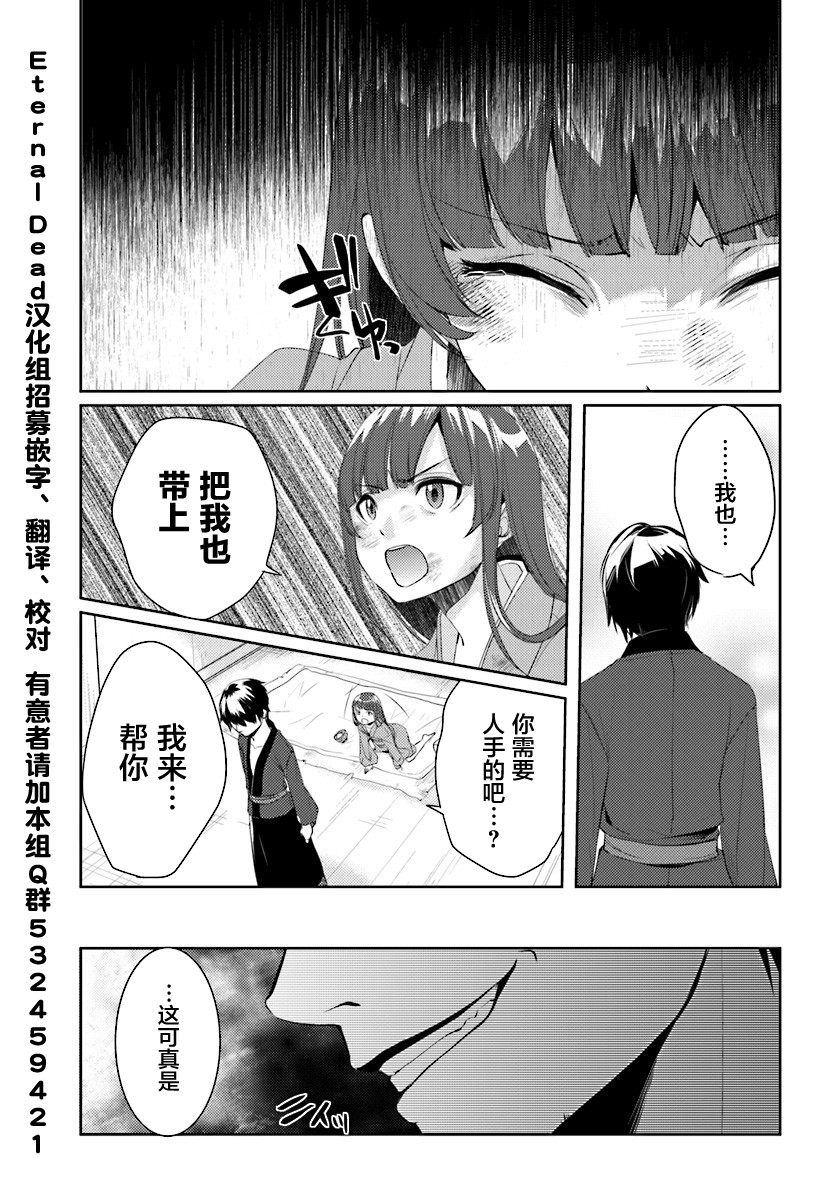 Eternal Dead汉化组招募嵌字、翻译、校对 有意者请加本组Q群532459421
ぎゅっ
…我也…
把我也
带上
你需要
人手的吧…?
我来…
帮你
…这可真是
ニィッ